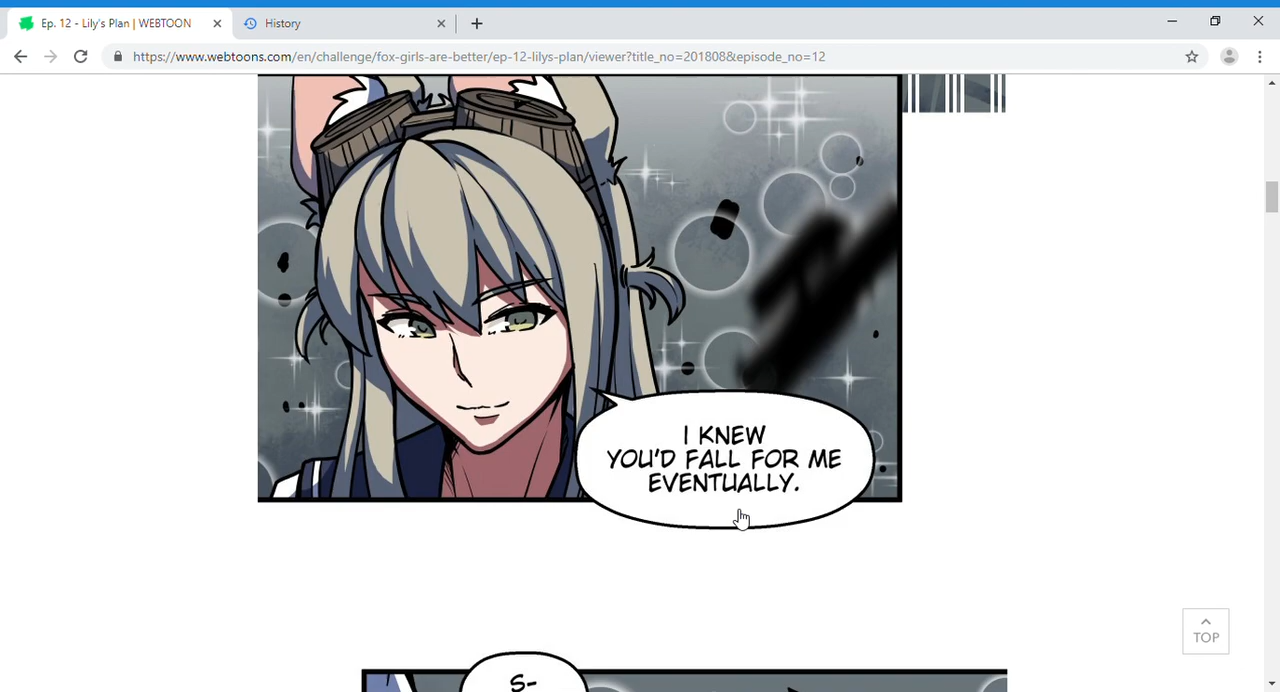 Ep. 12 - Lily's Plan | WEBTOON
History
https://www.webtoons.com/en/challenge/fox-girls-are-better/ep-12-lilys-plan/viewer?title_no=201808&episode_no=12
I KNEW
YOU'D FALL FOR ME
EVENTUALLY.
TOP
S-